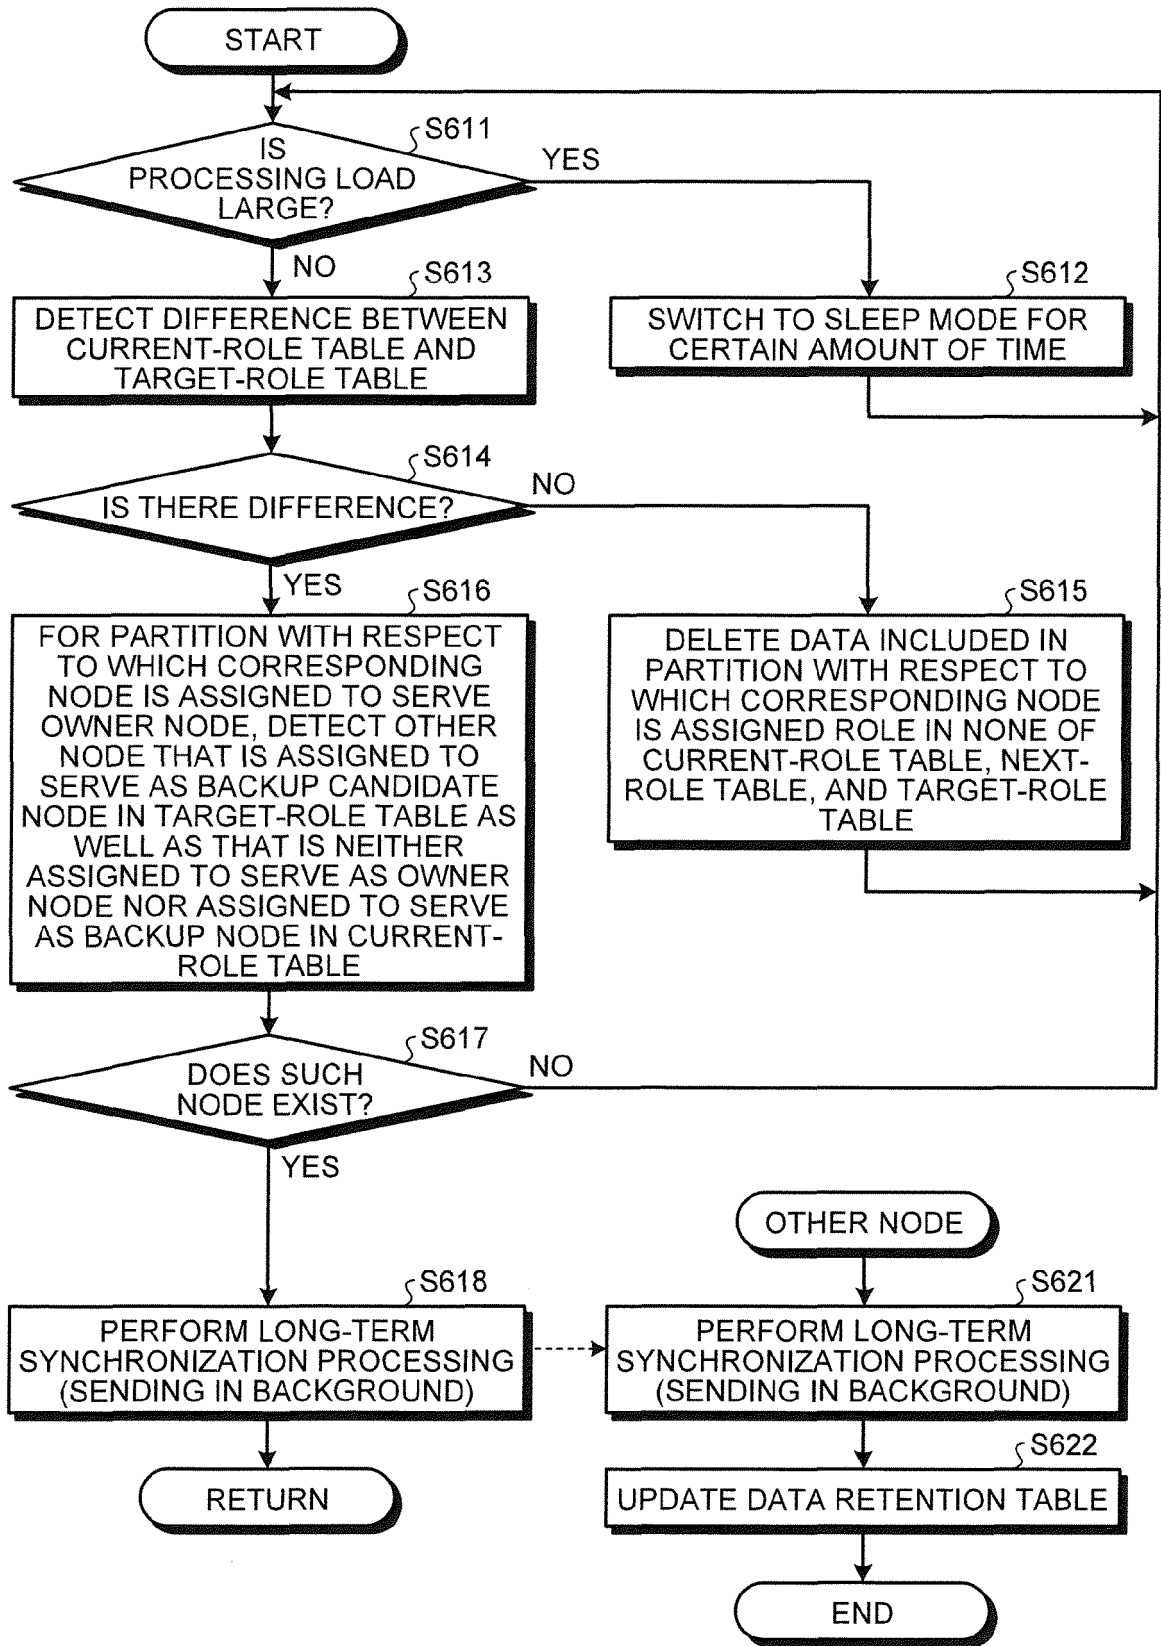 START
S611
IS
PROCESSING LOAD
LARGE?
YES
NO
S613
DETECT DIFFERENCE BETWEEN
CURRENT-ROLE TABLE AND
TARGET-ROLE TABLE
S612
SWITCH TO SLEEP MODE FOR
CERTAIN AMOUNT OF TIME
S614
IS THERE DIFFERENCE?
NO
YES
S616
FOR PARTITION WITH RESPECT
TO WHICH CORRESPONDING
NODE IS ASSIGNED TO SERVE
OWNER NODE, DETECT OTHER
NODE THAT IS ASSIGNED TO
SERVE AS BACKUP CANDIDATE
NODE IN TARGET-ROLE TABLE AS
WELL AS THAT IS NEITHER
ASSIGNED TO SERVE AS OWNER
NODE NOR ASSIGNED TO SERVE
AS BACKUP NODE IN CURRENT-
ROLE TABLE
S615
DELETE DATA INCLUDED IN
PARTITION WITH RESPECT TO
WHICH CORRESPONDING NODE
IS ASSIGNED ROLE IN NONE OF
CURRENT-ROLE TABLE, NEXT-
ROLE TABLE, AND TARGET-ROLE
TABLE
S617
DOES SUCH
NODE EXIST?
NO
YES
S618
PERFORM LONG-TERM
SYNCHRONIZATION PROCESSING
(SENDING IN BACKGROUND)
RETURN
OTHER NODE
S621
PERFORM LONG-TERM
SYNCHRONIZATION PROCESSING
(SENDING IN BACKGROUND)
S622
UPDATE DATA RETENTION TABLE
END